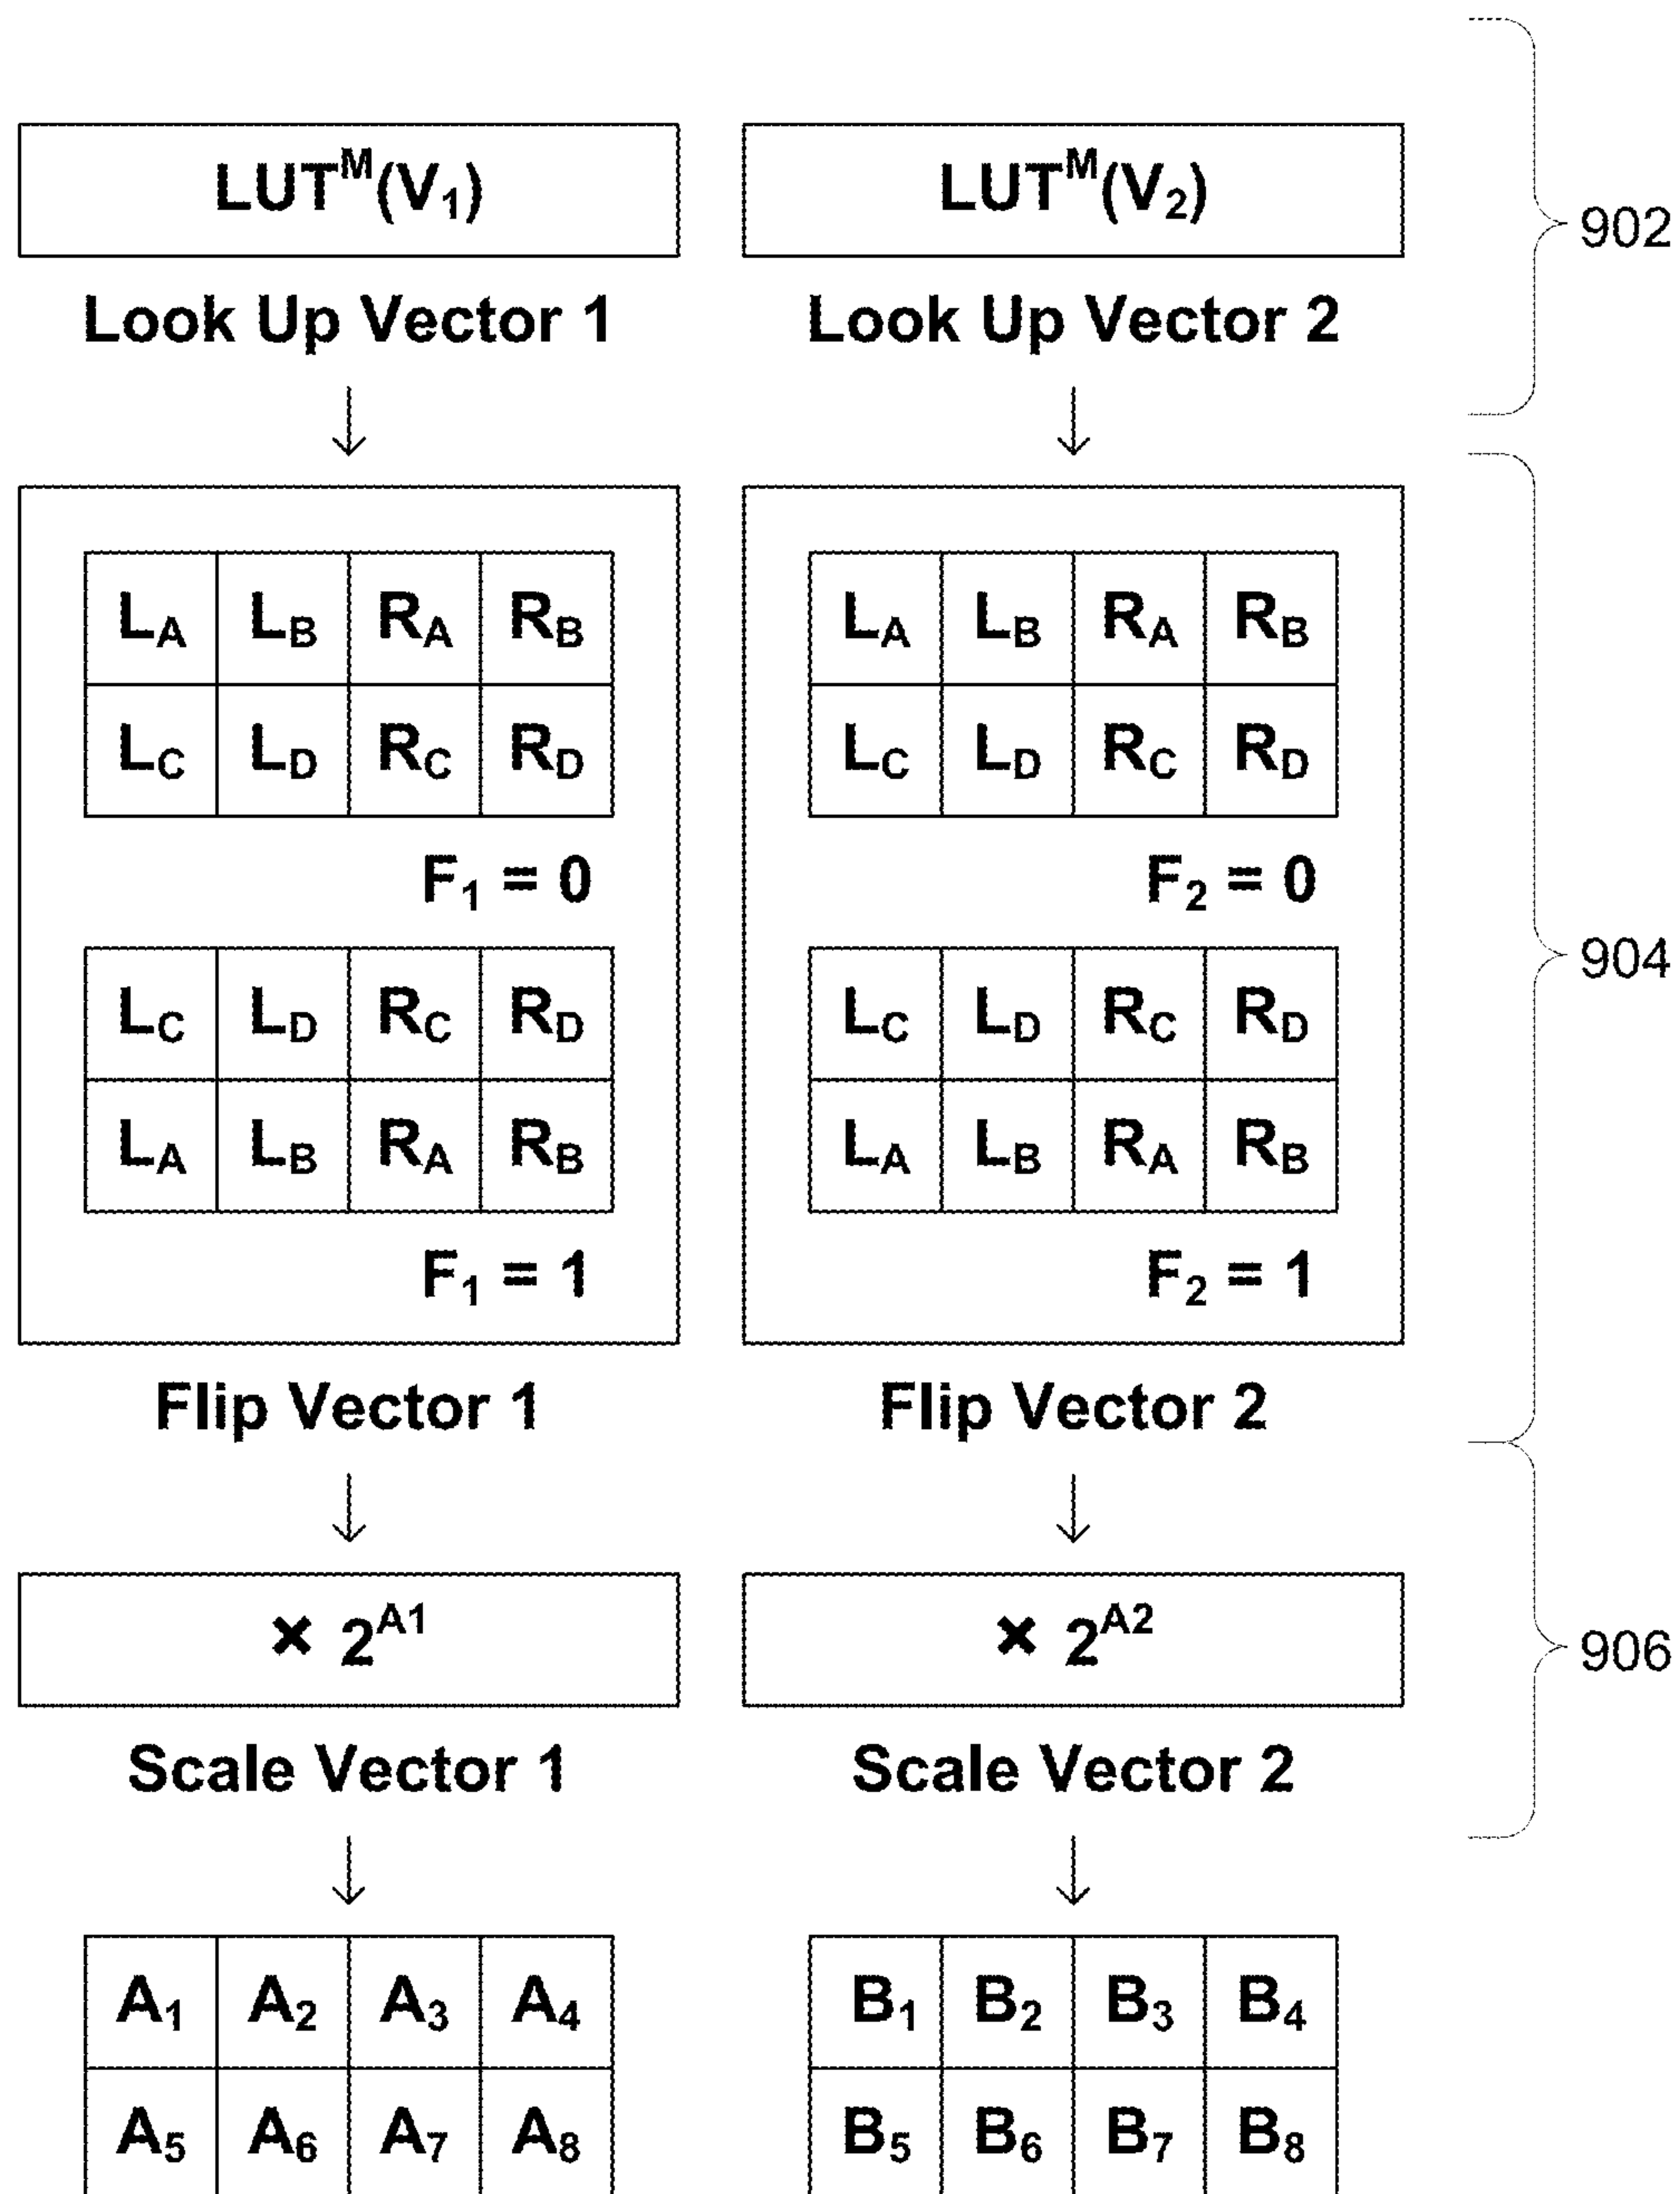 LUT^M(V₁) LUT^M(V₂)
902
Look Up Vector 1 Look Up Vector 2
L_A L_B R_A R_B L_A L_B R_A R_B
L_C L_D R_C R_D L_C L_D R_C R_D
F₁ = 0 F₂ = 0
904
L_C L_D R_C R_D L_C L_D R_C R_D
L_A L_B R_A R_B L_A L_B R_A R_B
F₁ = 1 F₂ = 1
Flip Vector 1 Flip Vector 2
× 2^A1 × 2^A2
906
Scale Vector 1 Scale Vector 2
A₁ A₂ A₃ A₄ B₁ B₂ B₃ B₄
A₅ A₆ A₇ A₈ B₅ B₆ B₇ B₈